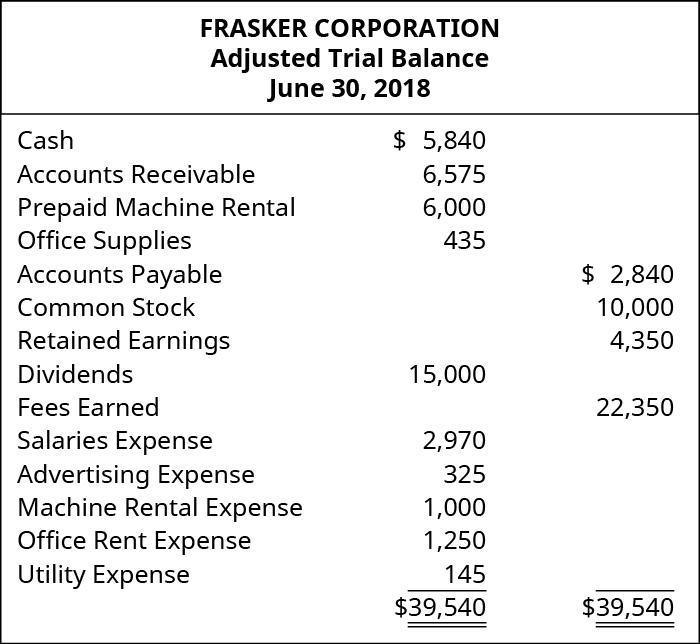 FRASKER CORPORATION
Adjusted Trial Balance
June 30, 2018
Cash $ 5,840
Accounts Receivable 6,575
Prepaid Machine Rental 6,000
Office Supplies 435
Accounts Payable $ 2,840
Common Stock 10,000
Retained Earnings 4,350
Dividends 15,000
Fees Earned 22,350
Salaries Expense 2,970
Advertising Expense 325
Machine Rental Expense 1,000
Office Rent Expense 1,250
Utility Expense 145
$39,540 $39,540